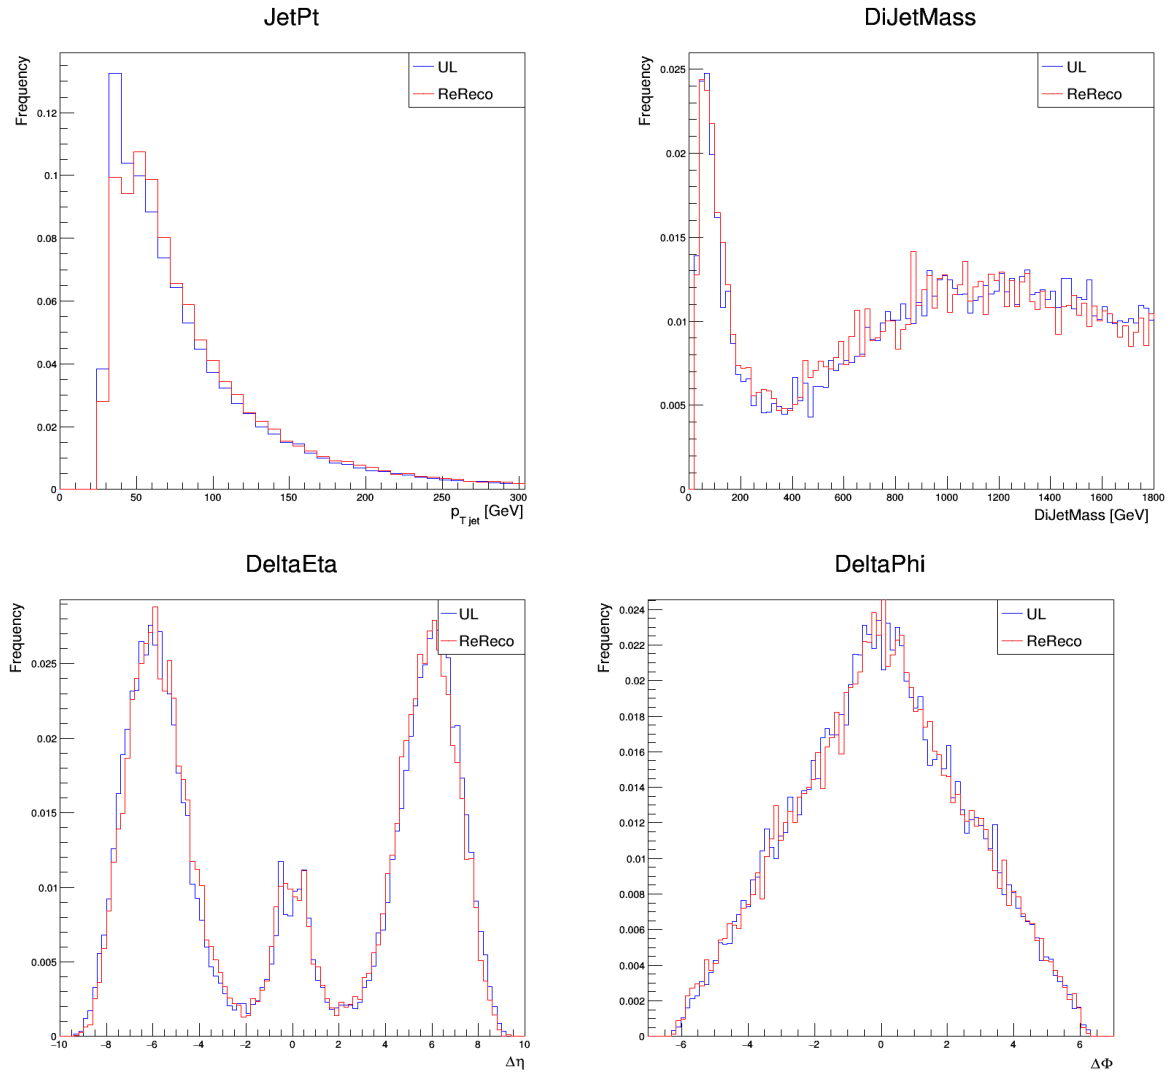 JetPt
Frequency
UL
ReReco
0.12
0.1
0.08
0.06
0.04
0.02
0
0 50 100 150 200 250 300
p_T jet [GeV]
DiJetMass
Frequency
UL
ReReco
0.025
0.02
0.015
0.01
0.005
0
0 200 400 600 800 1000 1200 1400 1600 1800
DiJetMass [GeV]
DeltaEta
Frequency
UL
ReReco
0.025
0.02
0.015
0.01
0.005
0
−10 −8 −6 −4 −2 0 2 4 6 8 10
Δη
DeltaPhi
Frequency
UL
ReReco
0.024
0.022
0.02
0.018
0.016
0.014
0.012
0.01
0.008
0.006
0.004
0.002
0
−6 −4 −2 0 2 4 6
ΔΦ